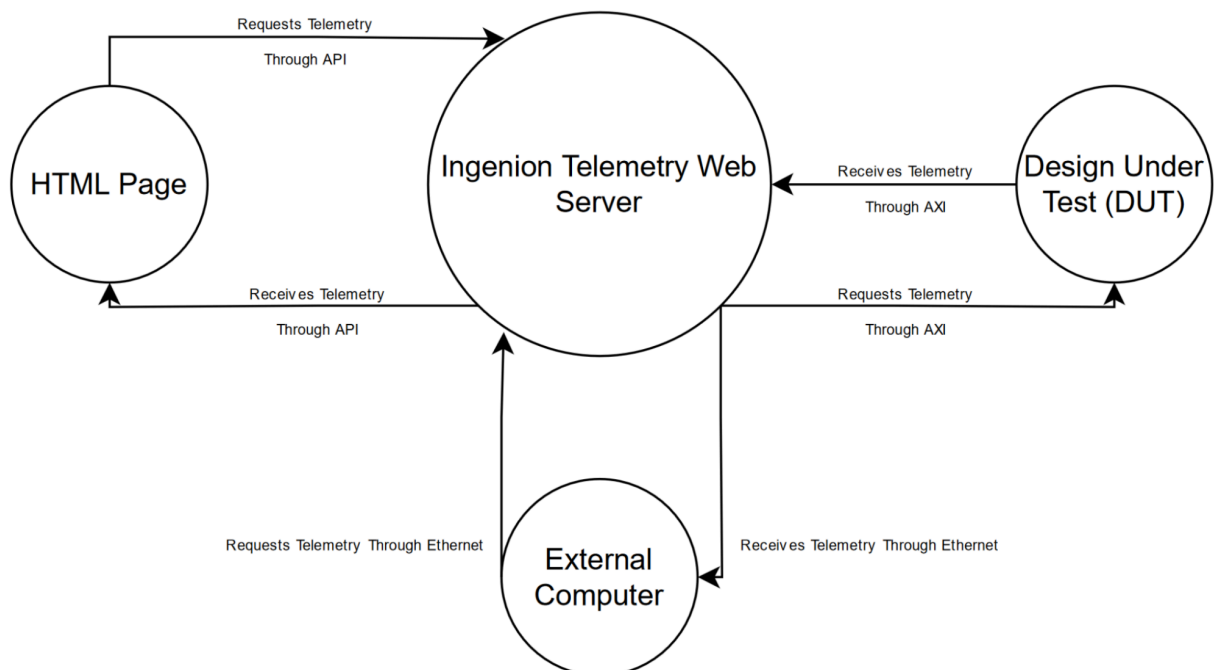 Requests Telemetry
Through API
HTML Page
Ingenion Telemetry Web
Server
Receives Telemetry
Through AXI
Design Under
Test (DUT)
Receives Telemetry
Through API
Requests Telemetry
Through AXI
Requests Telemetry Through Ethernet
External
Computer
Receives Telemetry Through Ethernet